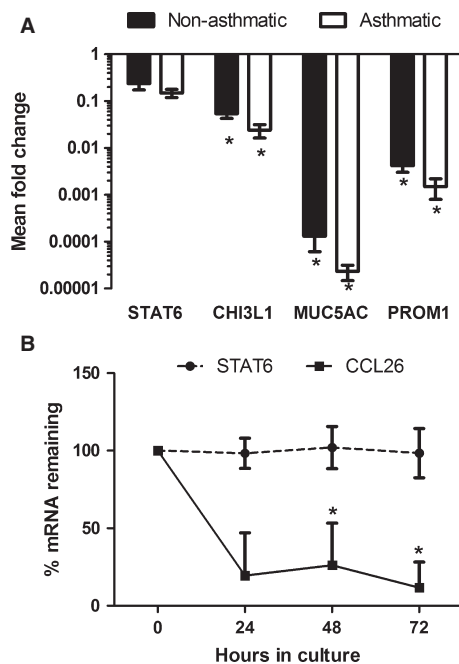 A
Non-asthmatic Asthmatic
Mean fold change
1
0.1
0.01
0.001
0.0001
0.00001
* * * * * *
STAT6 CHI3L1 MUC5AC PROM1
B
STAT6 CCL26
% mRNA remaining
150
100
50
0
* *
0 24 48 72
Hours in culture